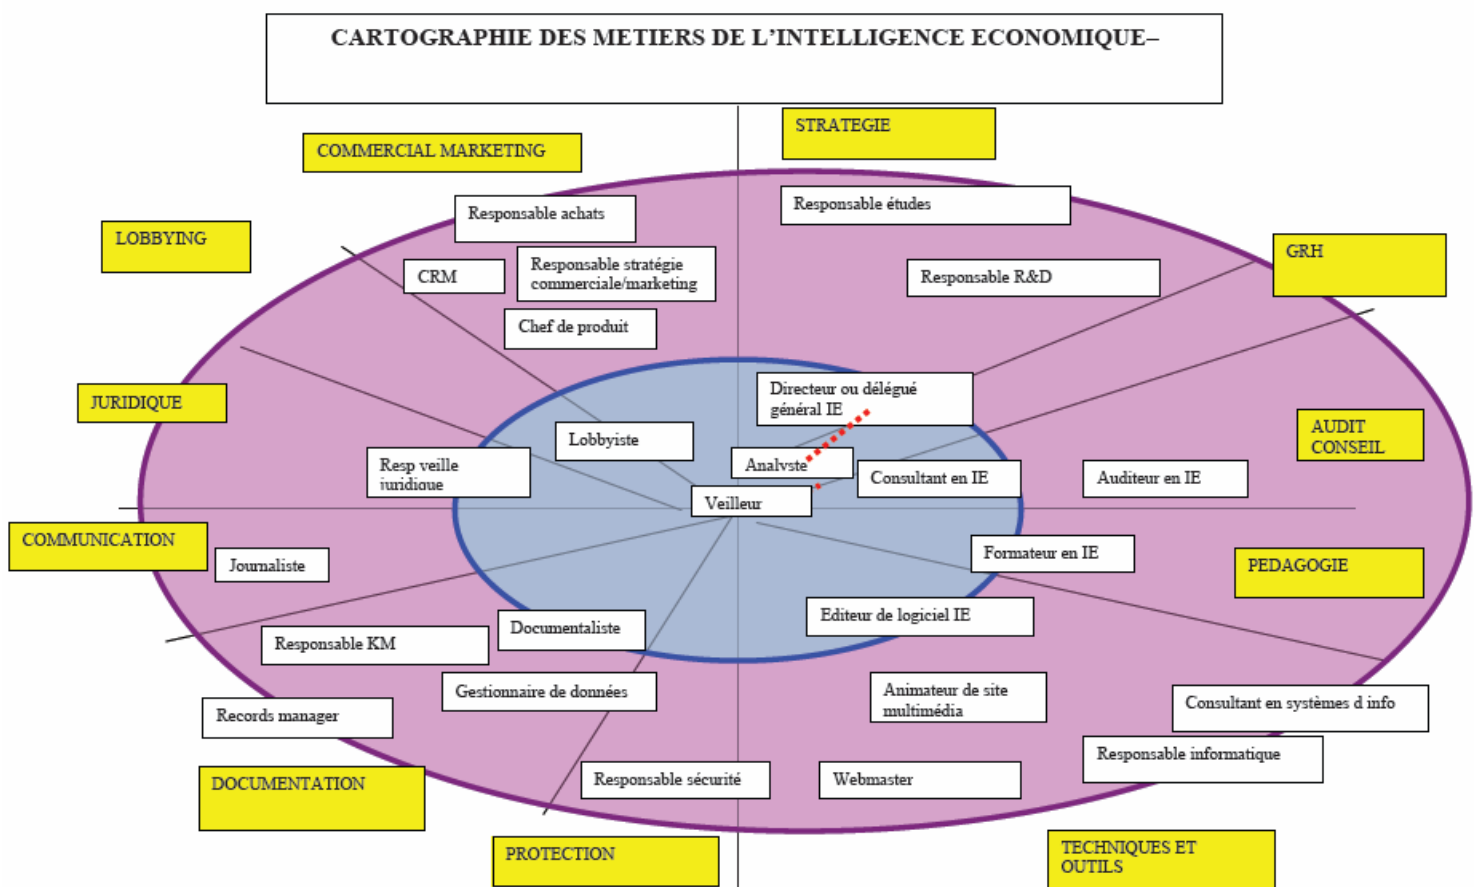 CARTOGRAPHIE DES METIERS DE L'INTELLIGENCE ECONOMIQUE–
STRATEGIE
COMMERCIAL MARKETING
Responsable achats
Responsable études
LOBBYING
GRH
CRM
Responsable stratégie
commerciale/marketing
Responsable R&D
Chef de produit
JURIDIQUE
Directeur ou délégué
général IE
Lobbyiste
AUDIT
CONSEIL
Resp veille
juridique
Analyste
Consultant en IE
Auditeur en IE
Veilleur
COMMUNICATION
Journaliste
Formateur en IE
PEDAGOGIE
Documentaliste
Editeur de logiciel IE
Responsable KM
Gestionnaire de données
Animateur de site
multimédia
Consultant en systèmes d info
Records manager
Responsable informatique
DOCUMENTATION
Responsable sécurité
Webmaster
PROTECTION
TECHNIQUES ET
OUTILS